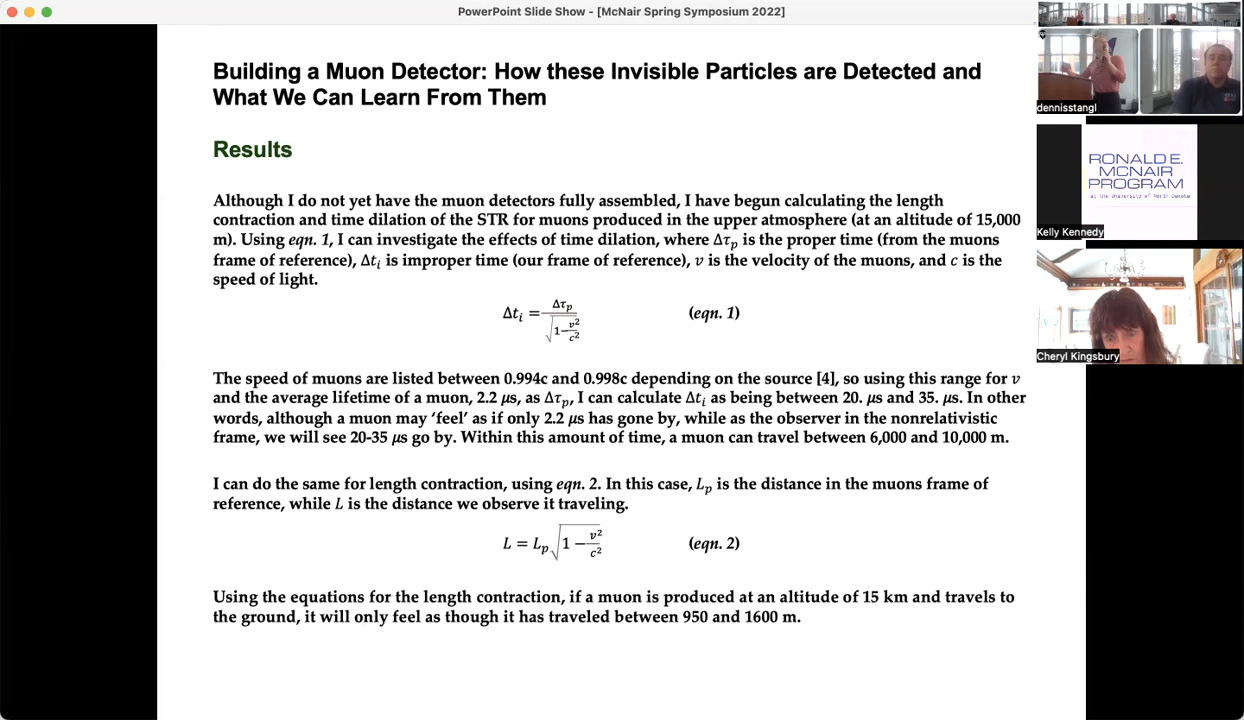 PowerPoint Slide Show - [McNair Spring Symposium 2022]
Building a Muon Detector: How these Invisible Particles are Detected and
What We Can Learn From Them
Results
Although I do not yet have the muon detectors fully assembled, I have begun calculating the length
contraction and time dilation of the STR for muons produced in the upper atmosphere (at an altitude of 15,000
m). Using eqn. 1, I can investigate the effects of time dilation, where Δτₚ is the proper time (from the muons
frame of reference), Δtᵢ is improper time (our frame of reference), v is the velocity of the muons, and c is the
speed of light.
Δtᵢ = Δτₚ / √(1−v²/c²) (eqn. 1)
The speed of muons are listed between 0.994c and 0.998c depending on the source [4], so using this range for v
and the average lifetime of a muon, 2.2 μs, as Δτₚ, I can calculate Δtᵢ as being between 20. μs and 35. μs. In other
words, although a muon may ‘feel’ as if only 2.2 μs has gone by, while as the observer in the nonrelativistic
frame, we will see 20-35 μs go by. Within this amount of time, a muon can travel between 6,000 and 10,000 m.
I can do the same for length contraction, using eqn. 2. In this case, Lₚ is the distance in the muons frame of
reference, while L is the distance we observe it traveling.
L = Lₚ √(1 − v²/c²) (eqn. 2)
Using the equations for the length contraction, if a muon is produced at an altitude of 15 km and travels to
the ground, it will only feel as though it has traveled between 950 and 1600 m.
dennisstangl
RONALD E.
MCNAIR
PROGRAM
at the University of North Dakota
Kelly Kennedy
Cheryl Kingsbury